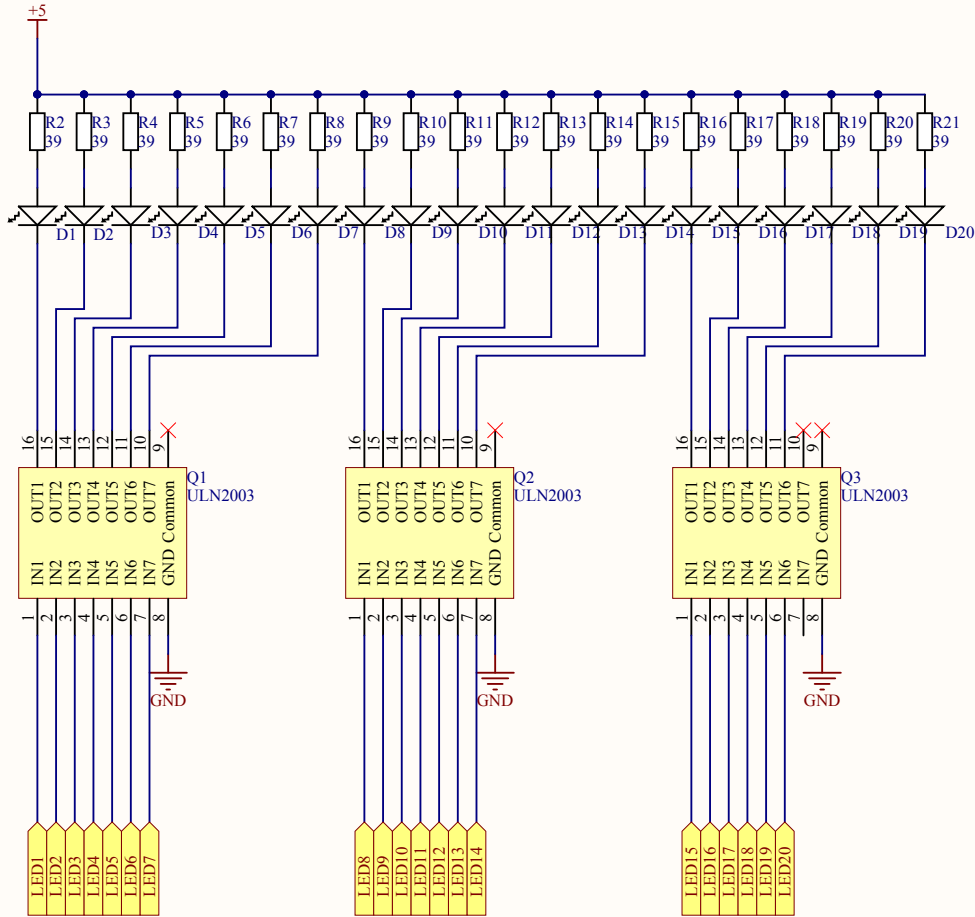 +5
R2 R3 R4 R5 R6 R7 R8 R9 R10 R11 R12 R13 R14 R15 R16 R17 R18 R19 R20 R21
39 39 39 39 39 39 39 39 39 39 39 39 39 39 39 39 39 39 39 39
D1 D2 D3 D4 D5 D6 D7 D8 D9 D10 D11 D12 D13 D14 D15 D16 D17 D18 D19 D20
16 15 14 13 12 11 10 9
OUT1 OUT2 OUT3 OUT4 OUT5 OUT6 OUT7 Common
Q1
ULN2003
IN1 IN2 IN3 IN4 IN5 IN6 IN7 GND
1 2 3 4 5 6 7 8
GND
LED1 LED2 LED3 LED4 LED5 LED6 LED7
16 15 14 13 12 11 10 9
OUT1 OUT2 OUT3 OUT4 OUT5 OUT6 OUT7 Common
Q2
ULN2003
IN1 IN2 IN3 IN4 IN5 IN6 IN7 GND
1 2 3 4 5 6 7 8
GND
LED8 LED9 LED10 LED11 LED12 LED13 LED14
16 15 14 13 12 11 10 9
OUT1 OUT2 OUT3 OUT4 OUT5 OUT6 OUT7 Common
Q3
ULN2003
IN1 IN2 IN3 IN4 IN5 IN6 IN7 GND
1 2 3 4 5 6 7 8
GND
LED15 LED16 LED17 LED18 LED19 LED20